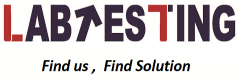 LABTESTING
Find us , Find Solution